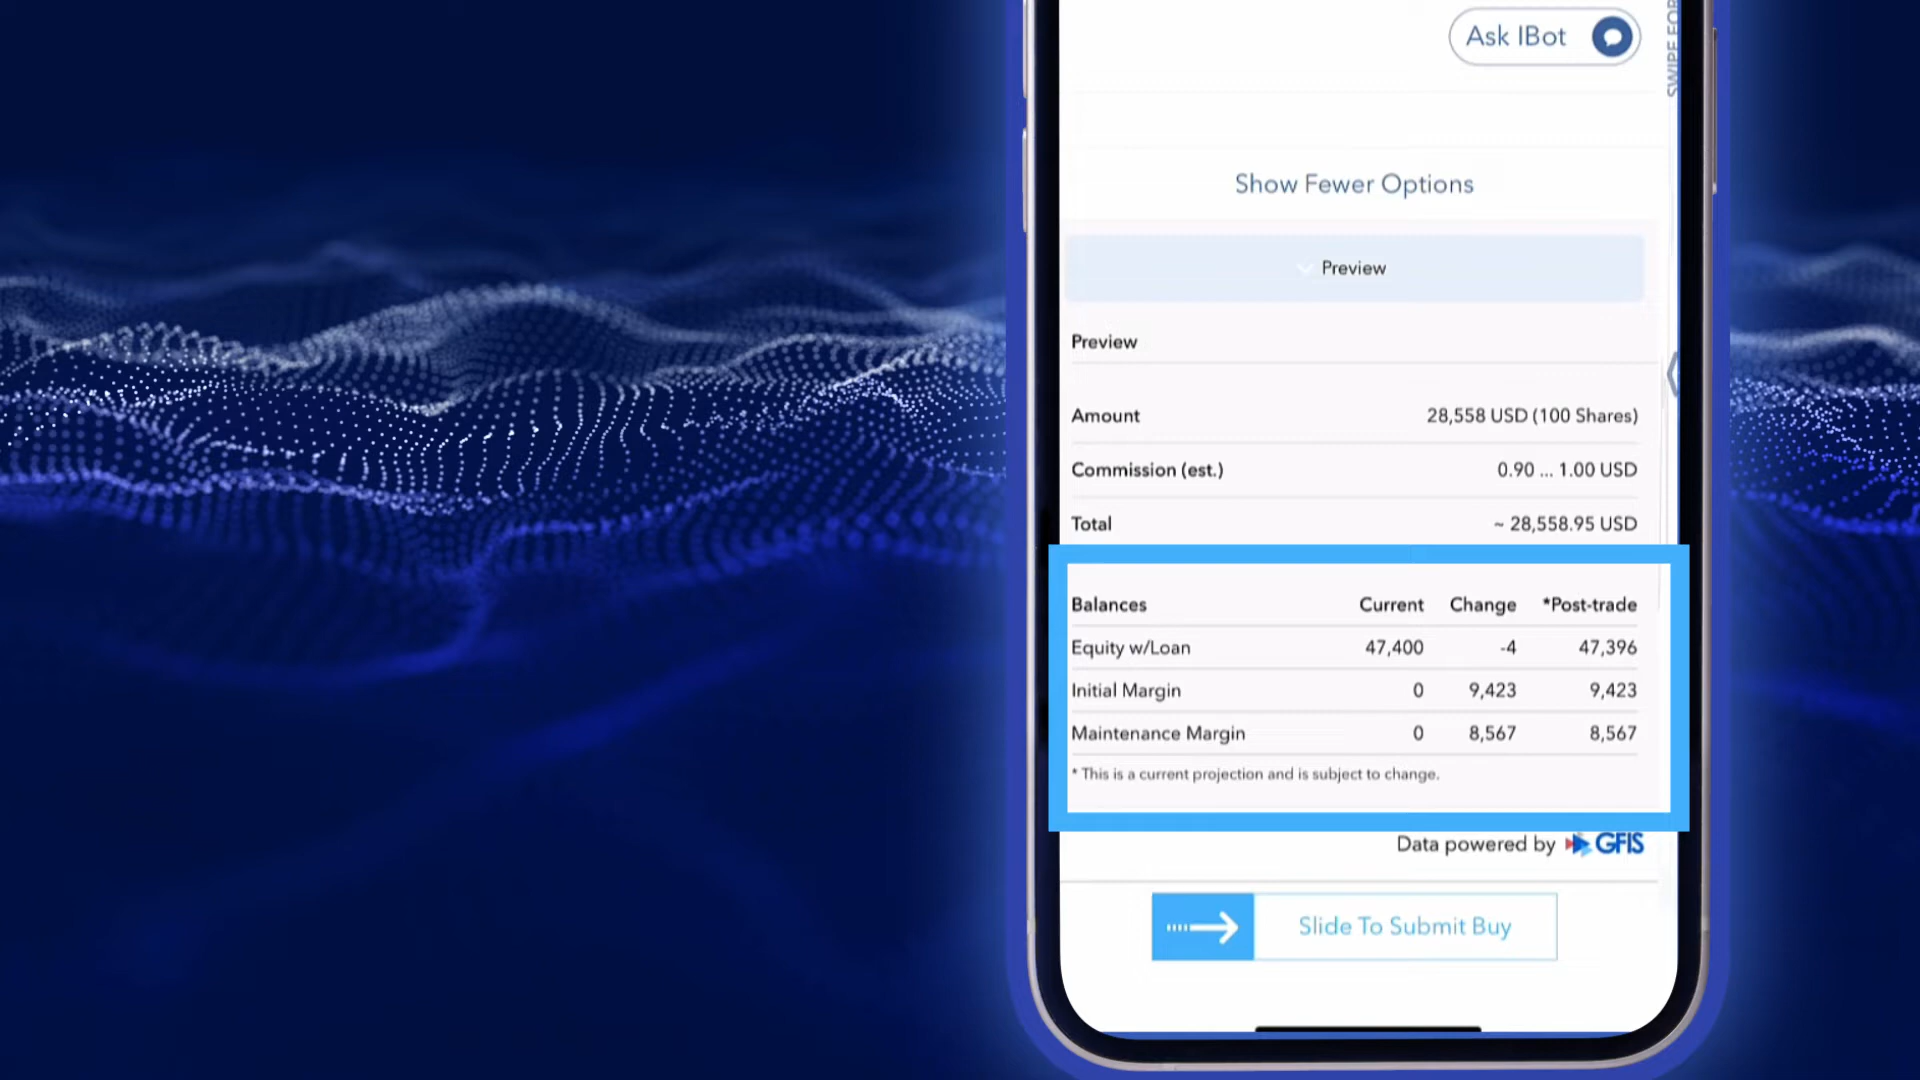 Ask IBot
SWIPE FOR
Show Fewer Options
Preview
Preview
Amount 28,558 USD (100 Shares)
Commission (est.) 0.90 ... 1.00 USD
Total ~ 28,558.95 USD
Balances Current Change *Post-trade
Equity w/Loan 47,400 -4 47,396
Initial Margin 0 9,423 9,423
Maintenance Margin 0 8,567 8,567
* This is a current projection and is subject to change.
Data powered by GFIS
Slide To Submit Buy